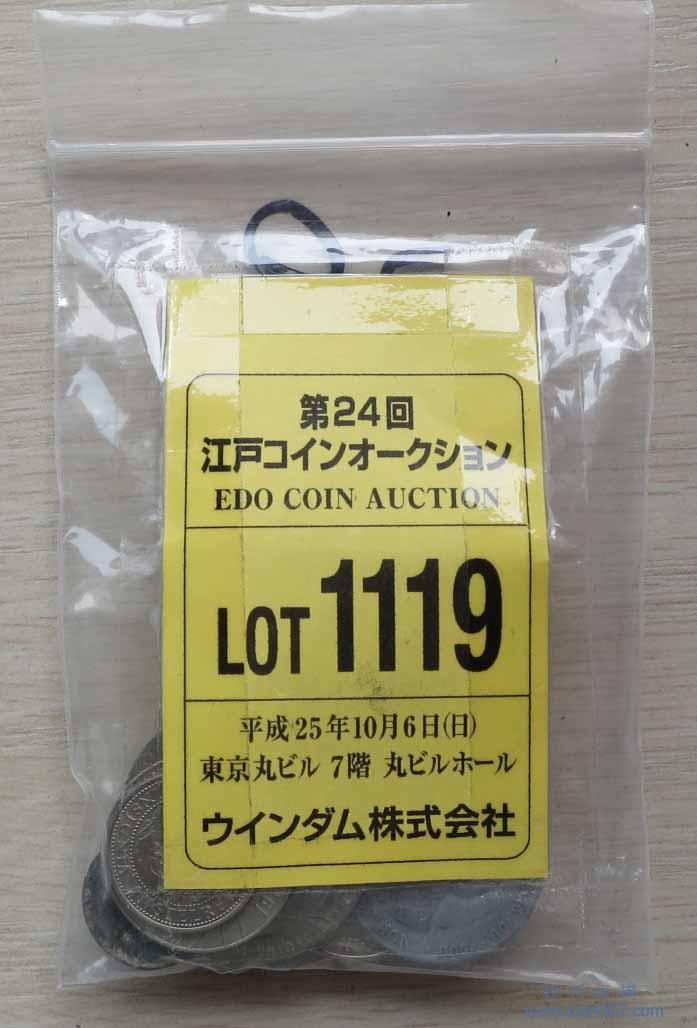 第24回
江戸コインオークション
EDO COIN AUCTION
LOT 1119
平成25年10月6日(日)
東京丸ビル 7階 丸ビルホール
ウインダム株式会社